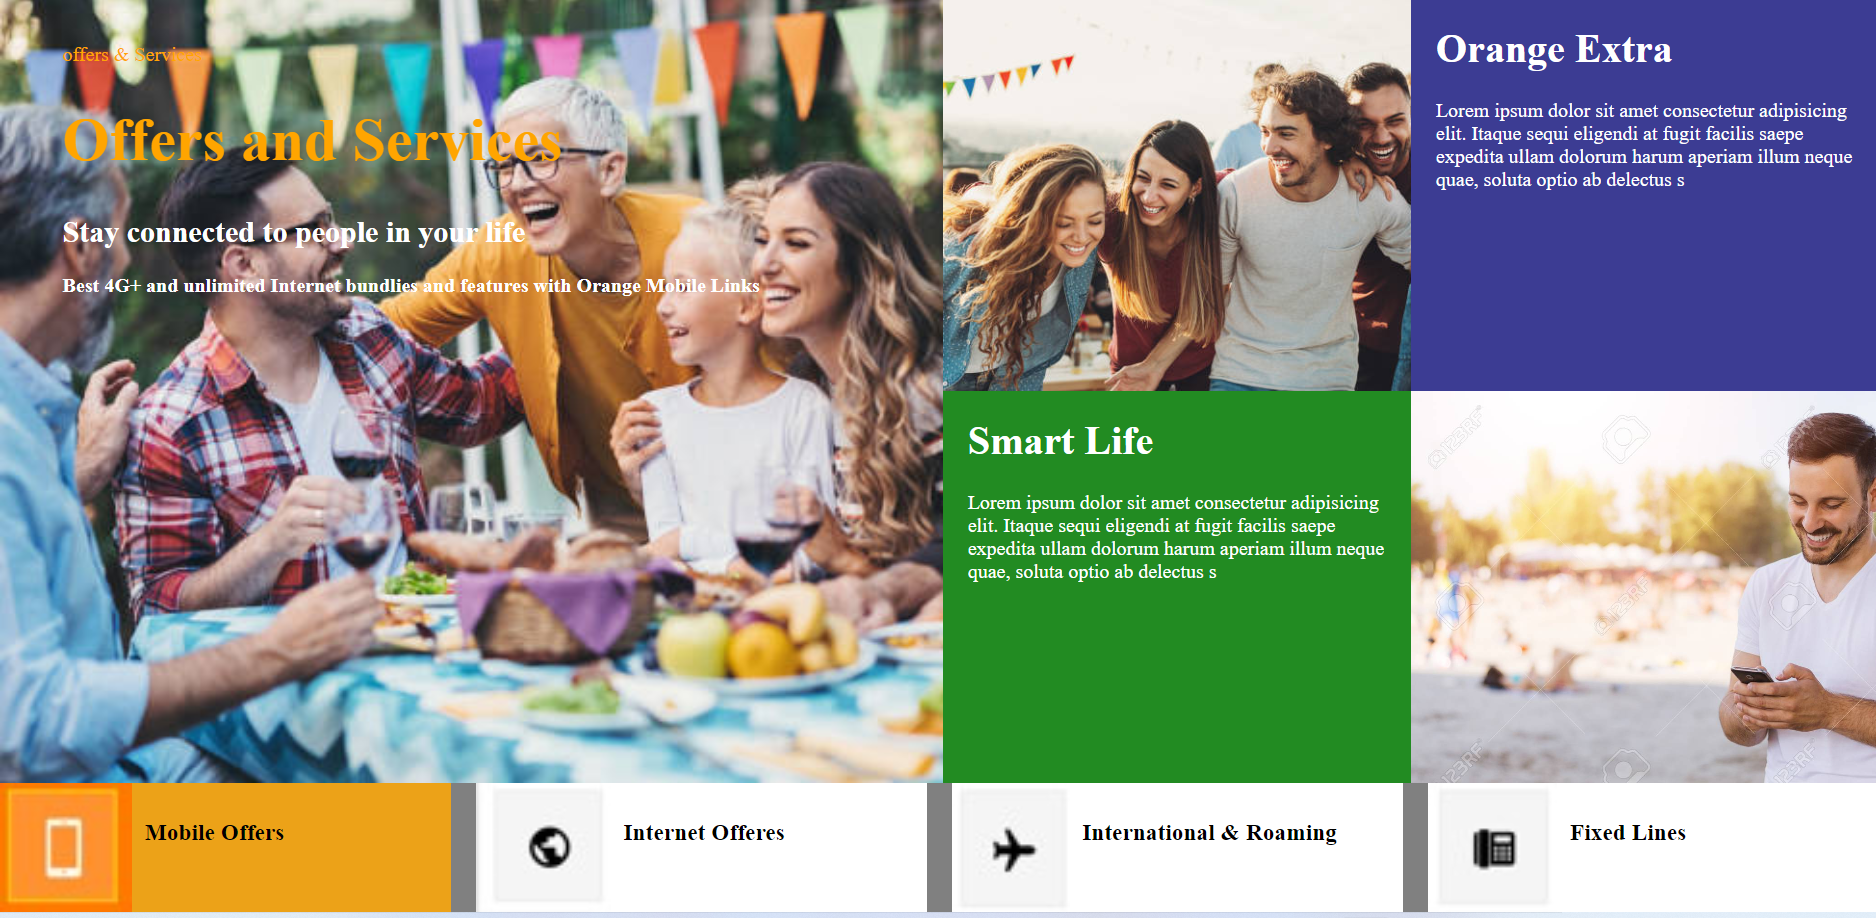 offers & Services
Offers and Services
Stay connected to people in your life
Best 4G+ and unlimited Internet bundlies and features with Orange Mobile Links
Orange Extra
Lorem ipsum dolor sit amet consectetur adipisicing
elit. Itaque sequi eligendi at fugit facilis saepe
expedita ullam dolorum harum aperiam illum neque
quae, soluta optio ab delectus s
Smart Life
Lorem ipsum dolor sit amet consectetur adipisicing
elit. Itaque sequi eligendi at fugit facilis saepe
expedita ullam dolorum harum aperiam illum neque
quae, soluta optio ab delectus s
123RF
123RF
123RF
123RF
Mobile Offers
Internet Offeres
International & Roaming
Fixed Lines